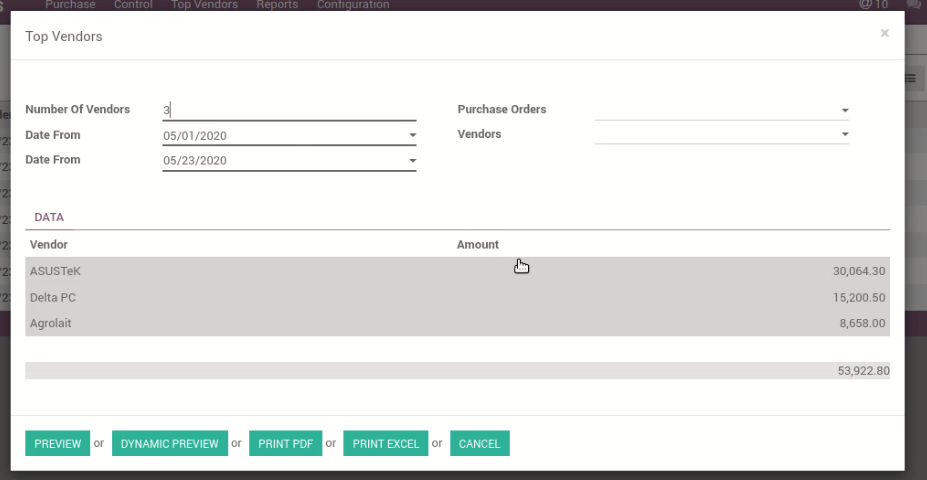 Purchase Control Top Vendors Reports Configuration @ 10
Top Vendors ×
Number Of Vendors 3 Purchase Orders
Date From 05/01/2020 Vendors
Date From 05/23/2020
DATA
Vendor Amount
ASUSTeK 30,064.30
Delta PC 15,200.50
Agrolait 8,658.00
53,922.80
PREVIEW or DYNAMIC PREVIEW or PRINT PDF or PRINT EXCEL or CANCEL